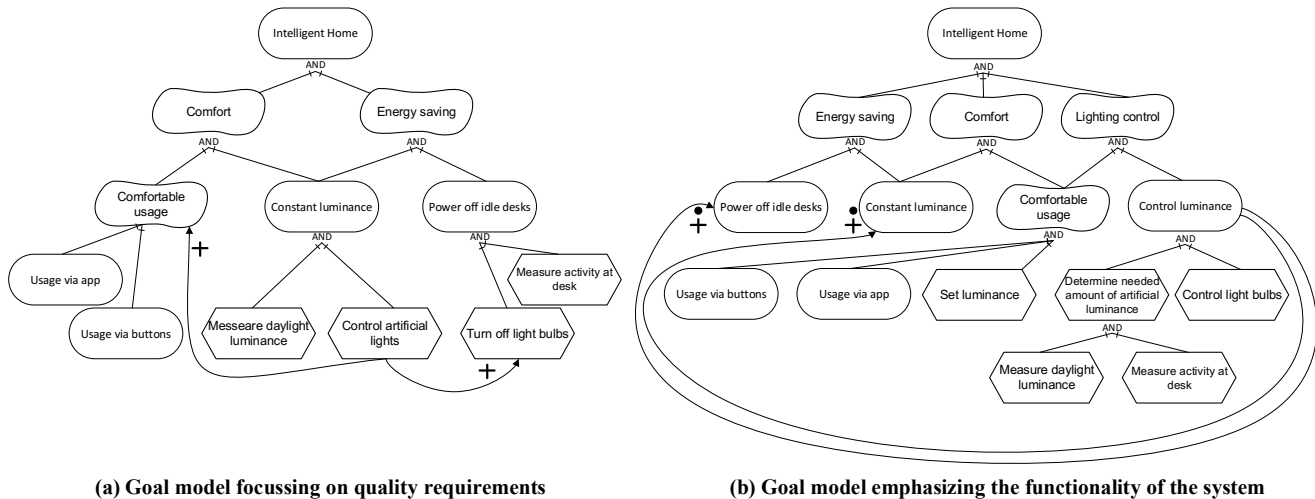 Intelligent Home
AND
Comfort
Energy saving
AND
AND
Comfortable
usage
Constant luminance
Power off idle desks
AND
AND
+
Usage via app
Usage via buttons
Messeare daylight
luminance
Control artificial
lights
Measure activity at
desk
Turn off light bulbs
+
(a) Goal model focussing on quality requirements
Intelligent Home
AND
Energy saving
Comfort
Lighting control
AND
AND
AND
Power off idle desks
Constant luminance
Comfortable
usage
Control luminance
+
+
AND
AND
Usage via buttons
Usage via app
Set luminance
Determine needed
amount of artificial
luminance
Control light bulbs
AND
Measure daylight
luminance
Measure activity at
desk
(b) Goal model emphasizing the functionality of the system